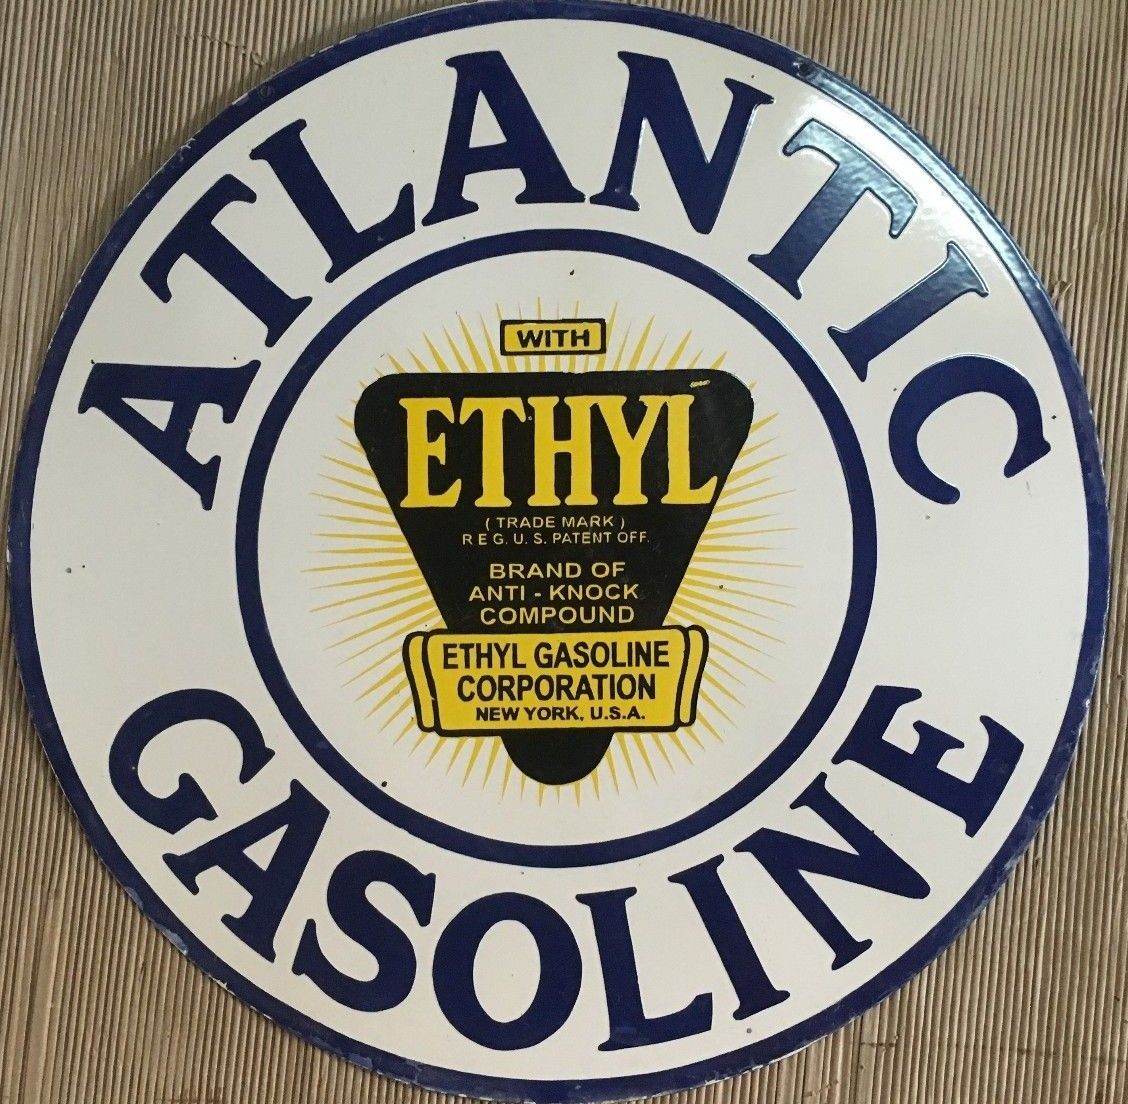 ATLANTIC
WITH
ETHYL
( TRADE MARK )
REG. U. S. PATENT OFF.
BRAND OF
ANTI - KNOCK
COMPOUND
ETHYL GASOLINE
CORPORATION
NEW YORK, U.S.A.
GASOLINE